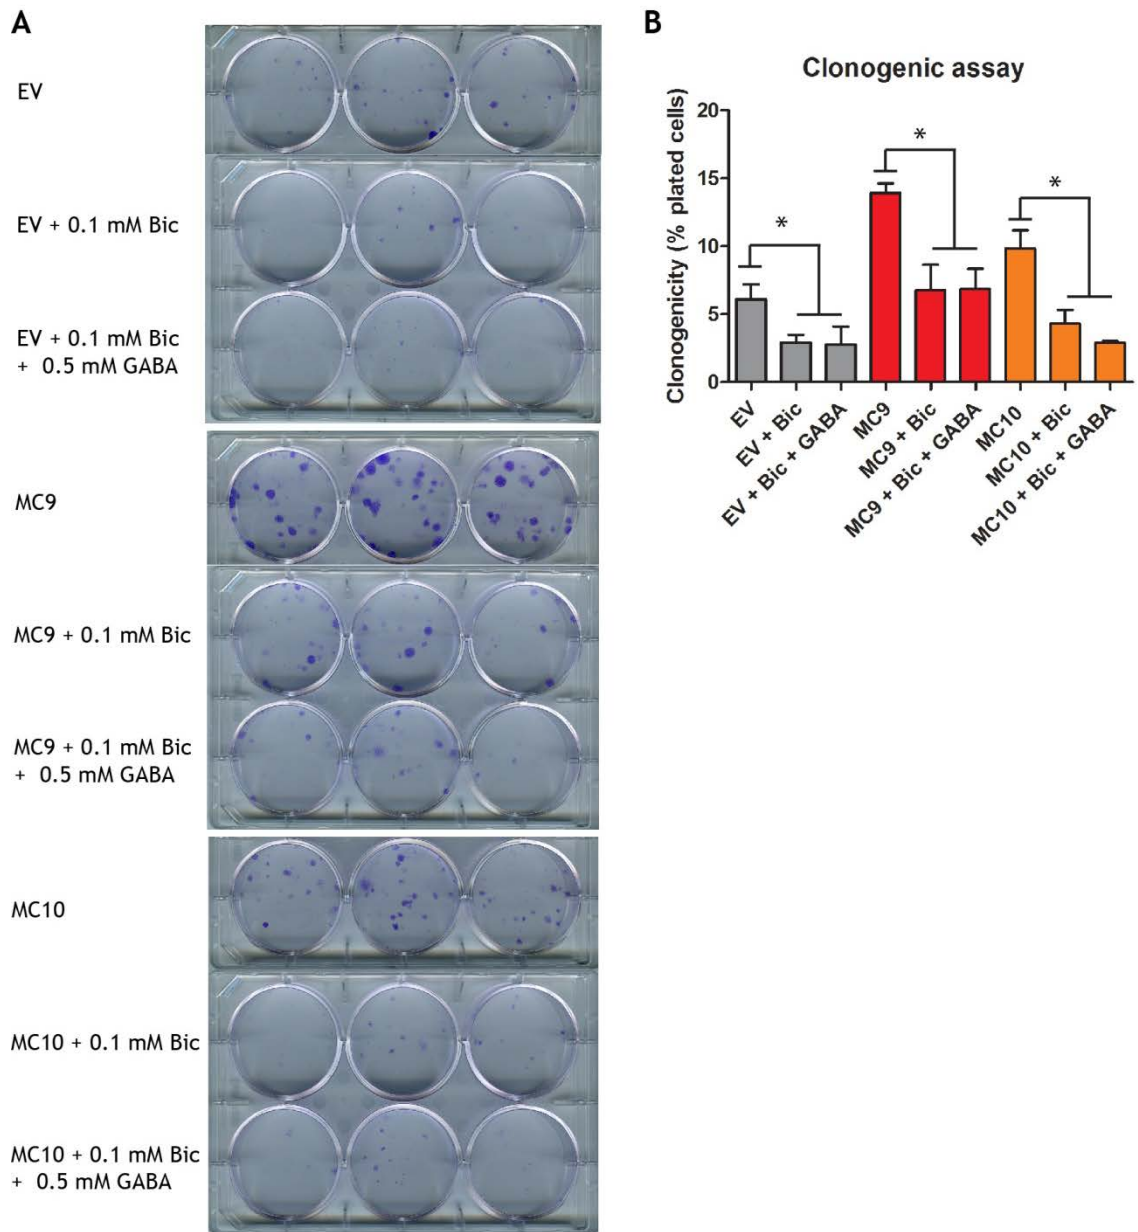 A
EV
EV + 0.1 mM Bic
EV + 0.1 mM Bic
+ 0.5 mM GABA
MC9
MC9 + 0.1 mM Bic
MC9 + 0.1 mM Bic
+ 0.5 mM GABA
MC10
MC10 + 0.1 mM Bic
MC10 + 0.1 mM Bic
+ 0.5 mM GABA
B
Clonogenic assay
Clonogenicity (% plated cells)
20
15
10
5
0
*
*
*
EV
EV + Bic
EV + Bic + GABA
MC9
MC9 + Bic
MC9 + Bic + GABA
MC10
MC10 + Bic
MC10 + Bic + GABA